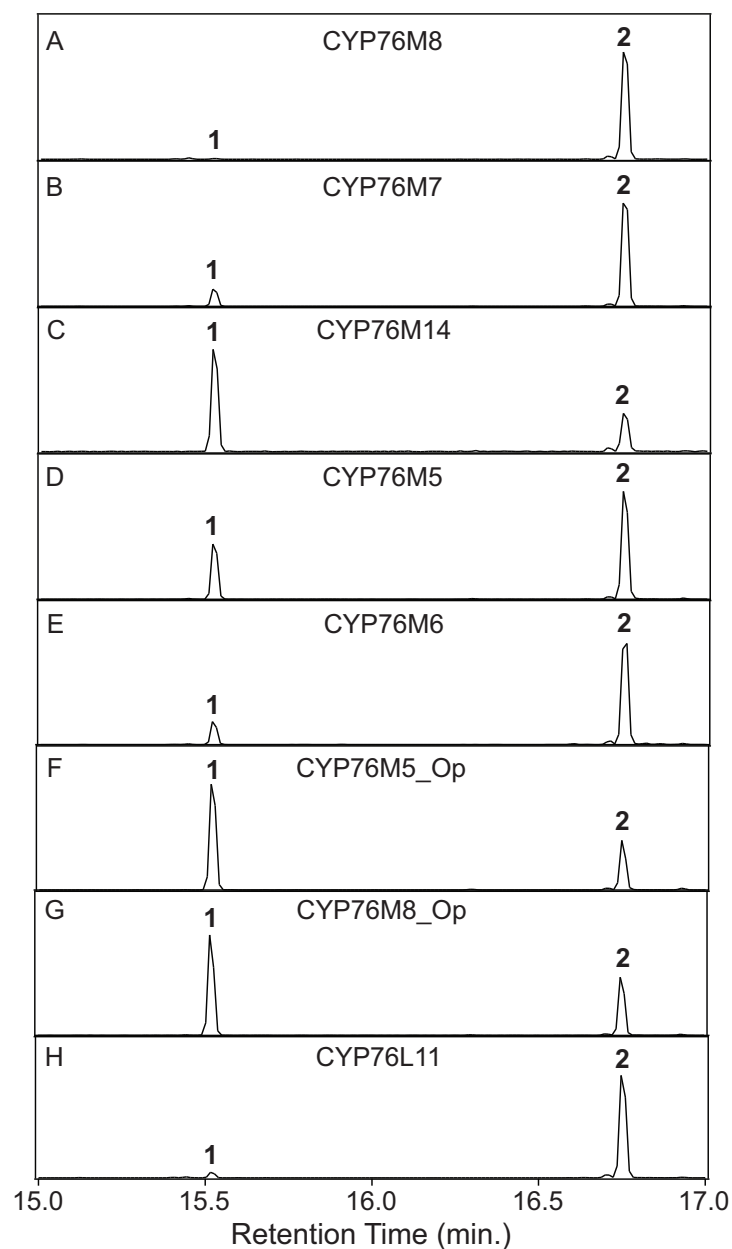 A CYP76M8 2
1
B CYP76M7 2
1
C 1 CYP76M14
2
D CYP76M5 2
1
E CYP76M6 2
1
F 1 CYP76M5_Op
2
G 1 CYP76M8_Op
2
H CYP76L11 2
1
15.0 15.5 16.0 16.5 17.0
Retention Time (min.)